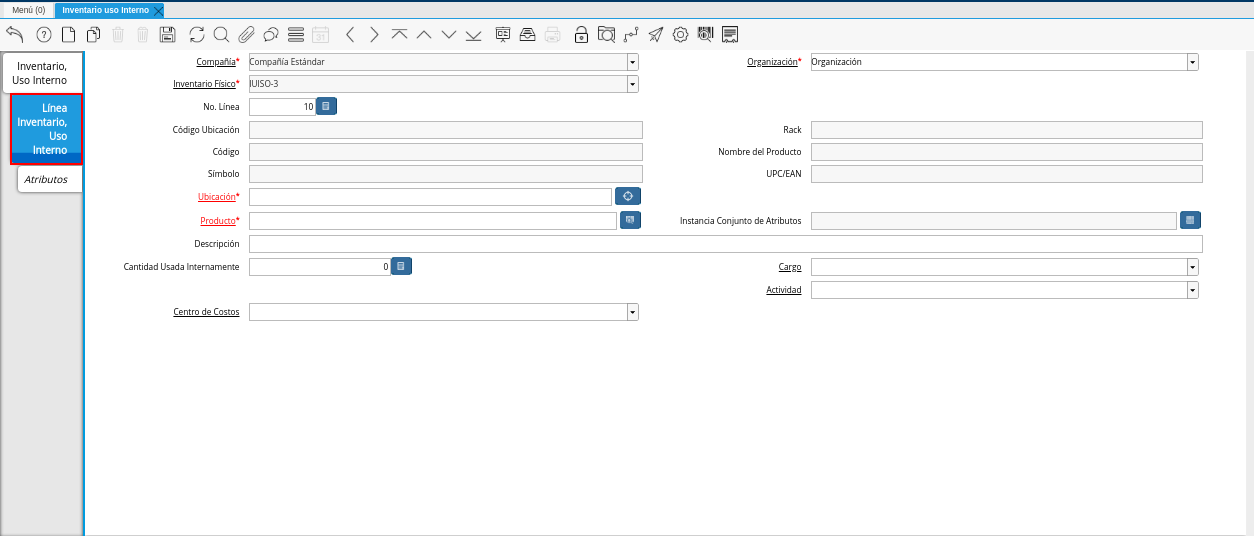 Menú (0)
Inventario uso Interno
Inventario,
Uso Interno
Línea
Inventario,
Uso
Interno
Atributos
Compañía* Compañía Estándar
Organización* Organización
Inventario Físico* IUISO-3
No. Línea 10
Código Ubicación
Rack
Código
Nombre del Producto
Símbolo
UPC/EAN
Ubicación*
Producto*
Instancia Conjunto de Atributos
Descripción
Cantidad Usada Internamente 0
Cargo
Actividad
Centro de Costos